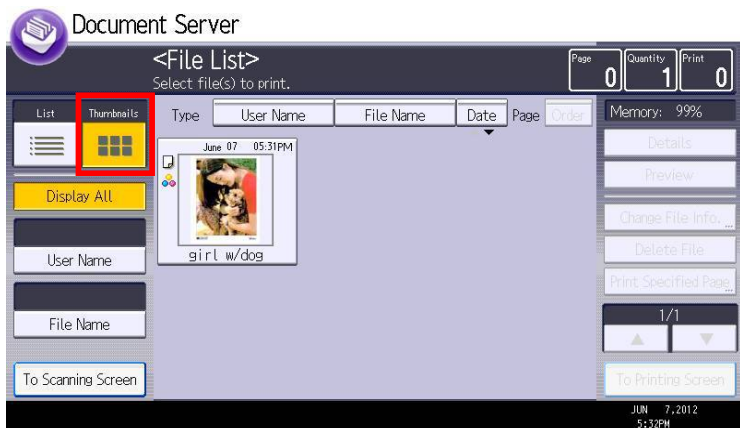 Document Server
<File List>
Select file(s) to print.
Page
0
Quantity
1
Print
0
List
Thumbnails
Type
User Name
File Name
Date
Page
Order
Memory: 99%
June 07 05:31PM
girl w/dog
Display All
User Name
File Name
To Scanning Screen
Details
Preview
Change File Info.
Delete File
Print Specified Page
1/1
To Printing Screen
JUN 7,2012
5:32PM